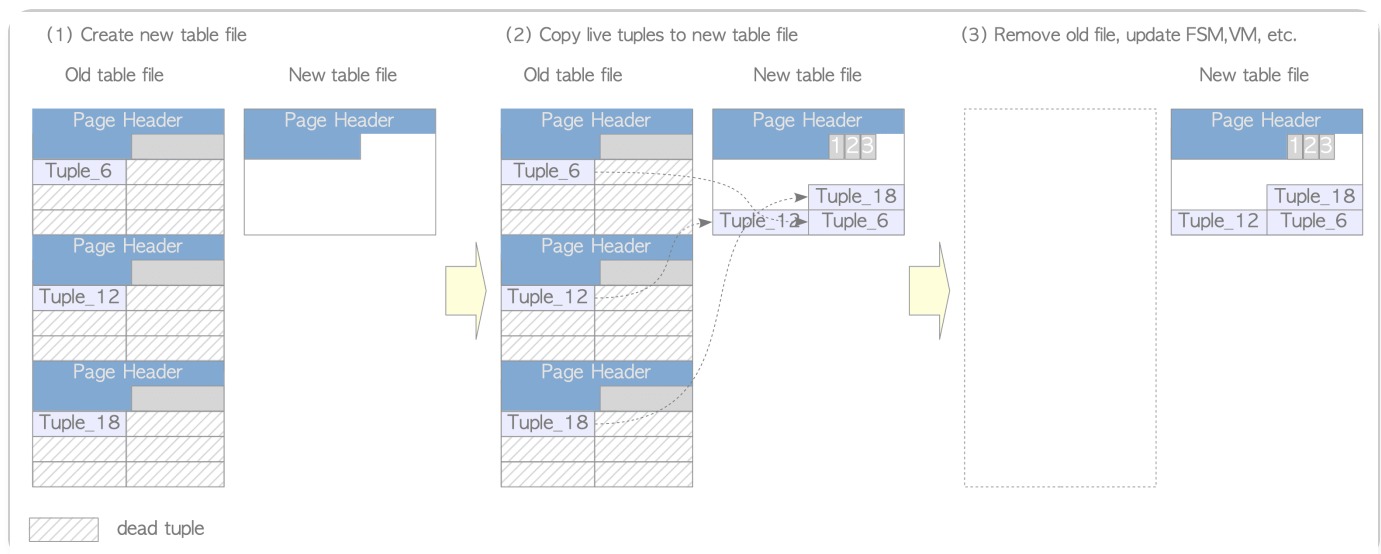 (1) Create new table file
Old table file
New table file
Page Header
Tuple_6
Page Header
Tuple_12
Page Header
Tuple_18
Page Header
(2) Copy live tuples to new table file
Old table file
New table file
Page Header
Tuple_6
Page Header
Tuple_12
Page Header
Tuple_18
Page Header
1 2 3
Tuple_18
Tuple_12 Tuple_6
(3) Remove old file, update FSM,VM, etc.
New table file
Page Header
1 2 3
Tuple_18
Tuple_12 Tuple_6
dead tuple